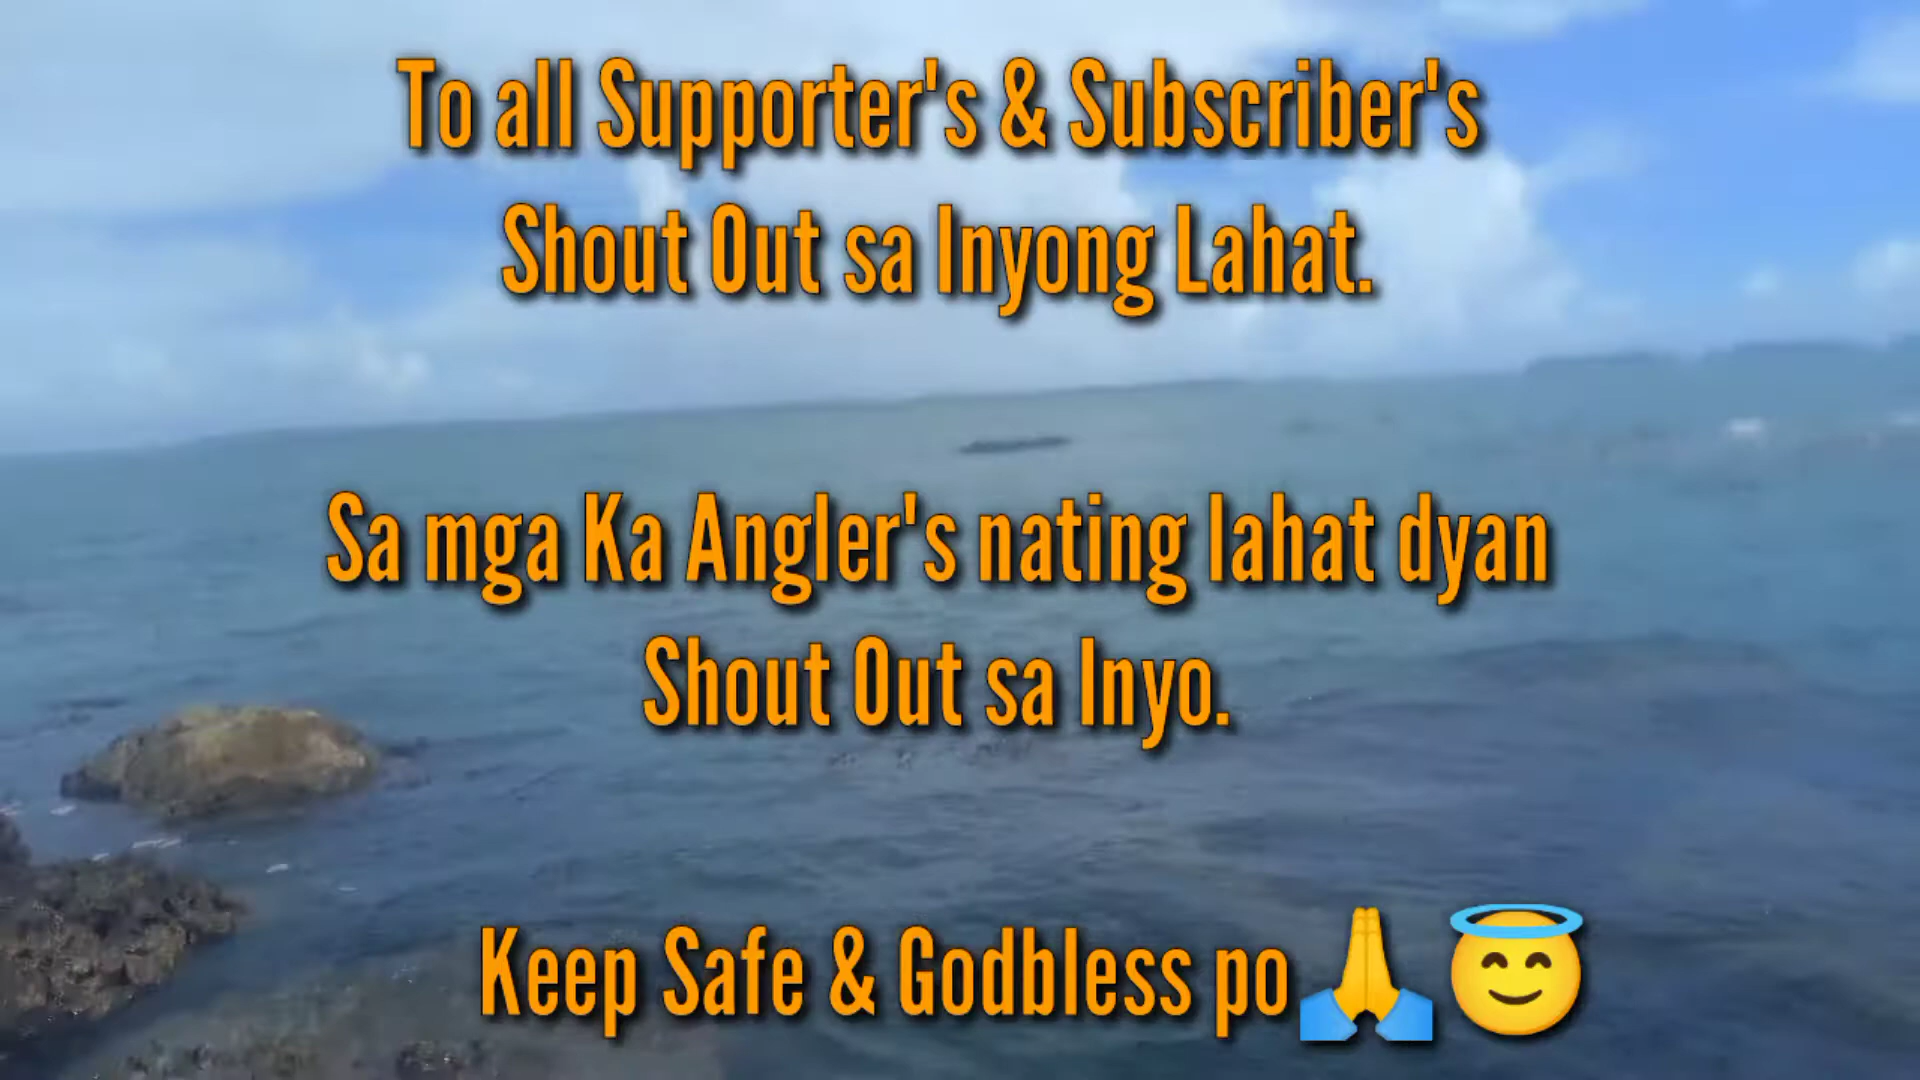 To all Supporter's & Subscriber's
Shout Out sa Inyong Lahat.
Sa mga Ka Angler's nating lahat dyan
Shout Out sa Inyo.
Keep Safe & Godbless po🙏😇